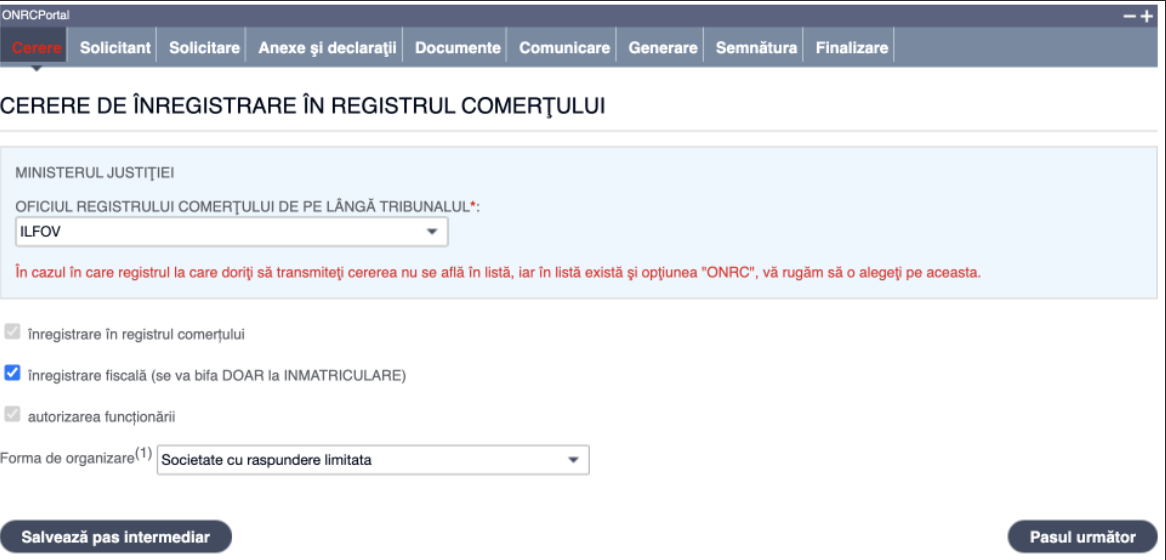 ONRCPortal
Cerere Solicitant Solicitare Anexe şi declaraţii Documente Comunicare Generare Semnătura Finalizare
CERERE DE ÎNREGISTRARE ÎN REGISTRUL COMERŢULUI
MINISTERUL JUSTIŢIEI
OFICIUL REGISTRULUI COMERŢULUI DE PE LÂNGĂ TRIBUNALUL*:
ILFOV
În cazul în care registrul la care doriţi să transmiteţi cererea nu se află în listă, iar în listă există şi opţiunea "ONRC", vă rugăm să o alegeţi pe aceasta.
înregistrare în registrul comerțului
înregistrare fiscală (se va bifa DOAR la INMATRICULARE)
autorizarea funcționării
Forma de organizare(1) Societate cu raspundere limitata
Salvează pas intermediar Pasul următor